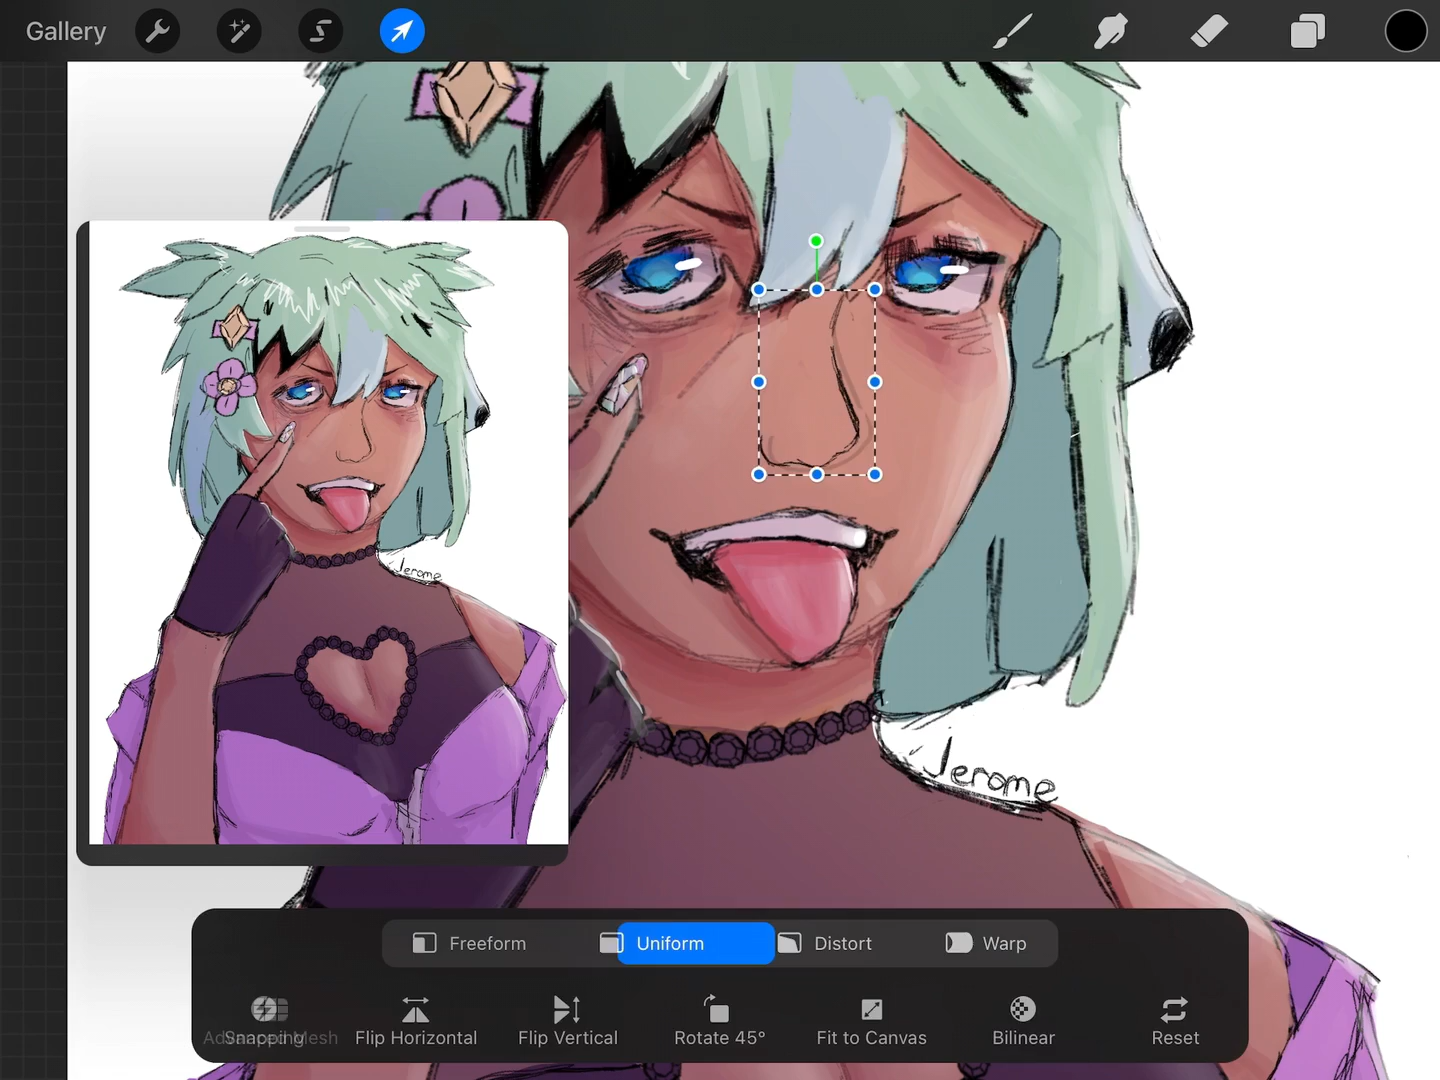 Gallery
Jerome
Jerome
Freeform
Uniform
Distort
Warp
Snapping
Advanced Mesh
Flip Horizontal
Flip Vertical
Rotate 45°
Fit to Canvas
Bilinear
Reset